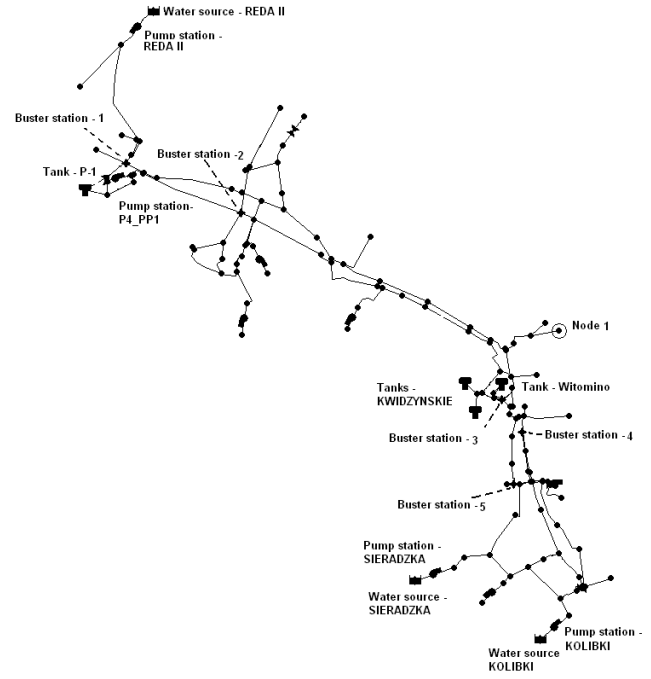 Water source - REDA II
Pump station -
REDA II
Buster station - 1
Buster station -2
Tank - P-1
Pump station-
P4_PP1
Node 1
Tanks -
KWIDZYNSKIE
Tank - Witomino
Buster station - 3
Buster station - 4
Buster station - 5
Pump station -
SIERADZKA
Water source -
SIERADZKA
Pump station -
KOLIBKI
Water source
KOLIBKI